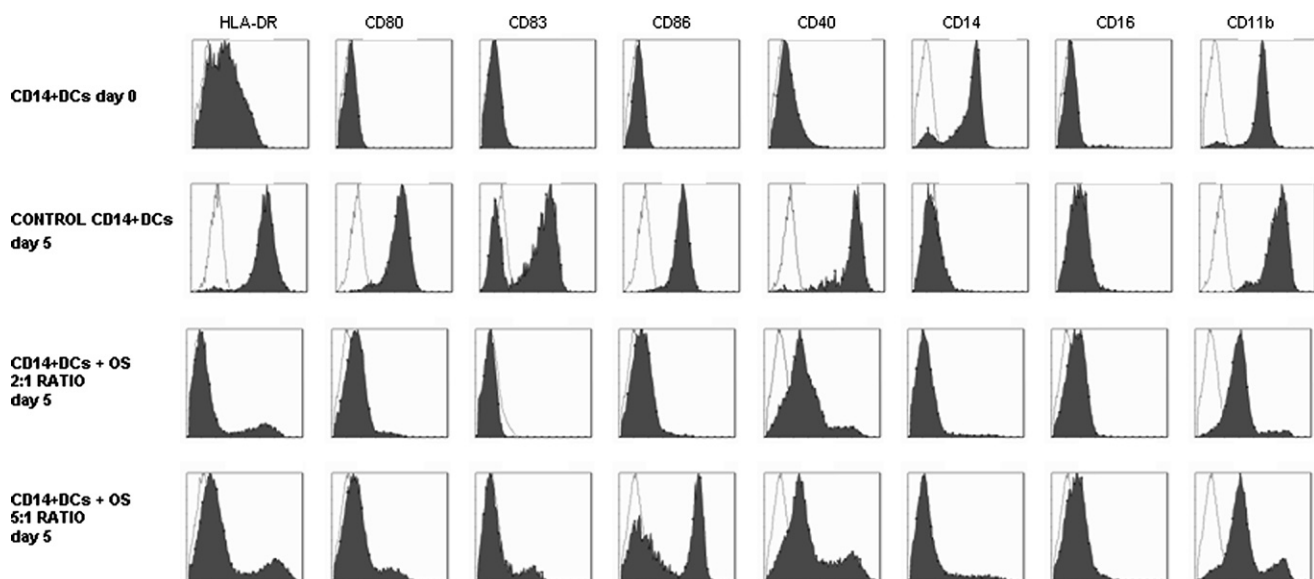 HLA-DR CD80 CD83 CD86 CD40 CD14 CD16 CD11b
CD14+DCs day 0
CONTROL CD14+DCs
day 5
CD14+DCs + OS
2:1 RATIO
day 5
CD14+DCs + OS
5:1 RATIO
day 5